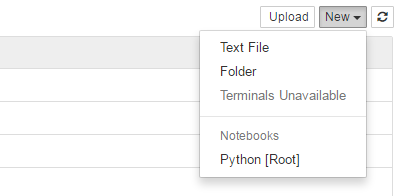 Upload New
Text File
Folder
Terminals Unavailable
Notebooks
Python [Root]